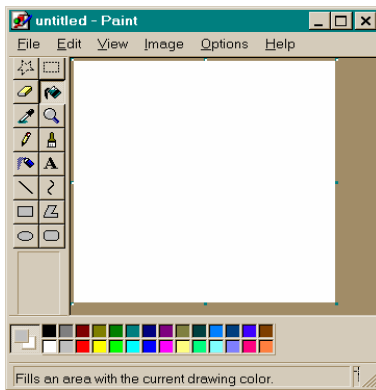 untitled - Paint
File Edit View Image Options Help
A
Fills an area with the current drawing color.